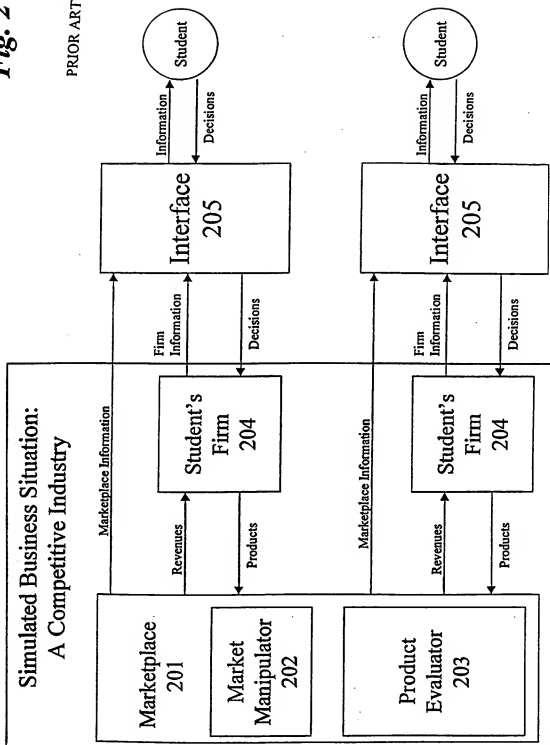 Fig. 2
PRIOR ART
Simulated Business Situation:
A Competitive Industry
Marketplace
201
Market
Manipulator
202
Product
Evaluator
203
Marketplace Information
Revenues
Products
Student's
Firm
204
Firm
Information
Decisions
Interface
205
Information
Decisions
Student
Marketplace Information
Revenues
Products
Student's
Firm
204
Firm
Information
Decisions
Interface
205
Information
Decisions
Student